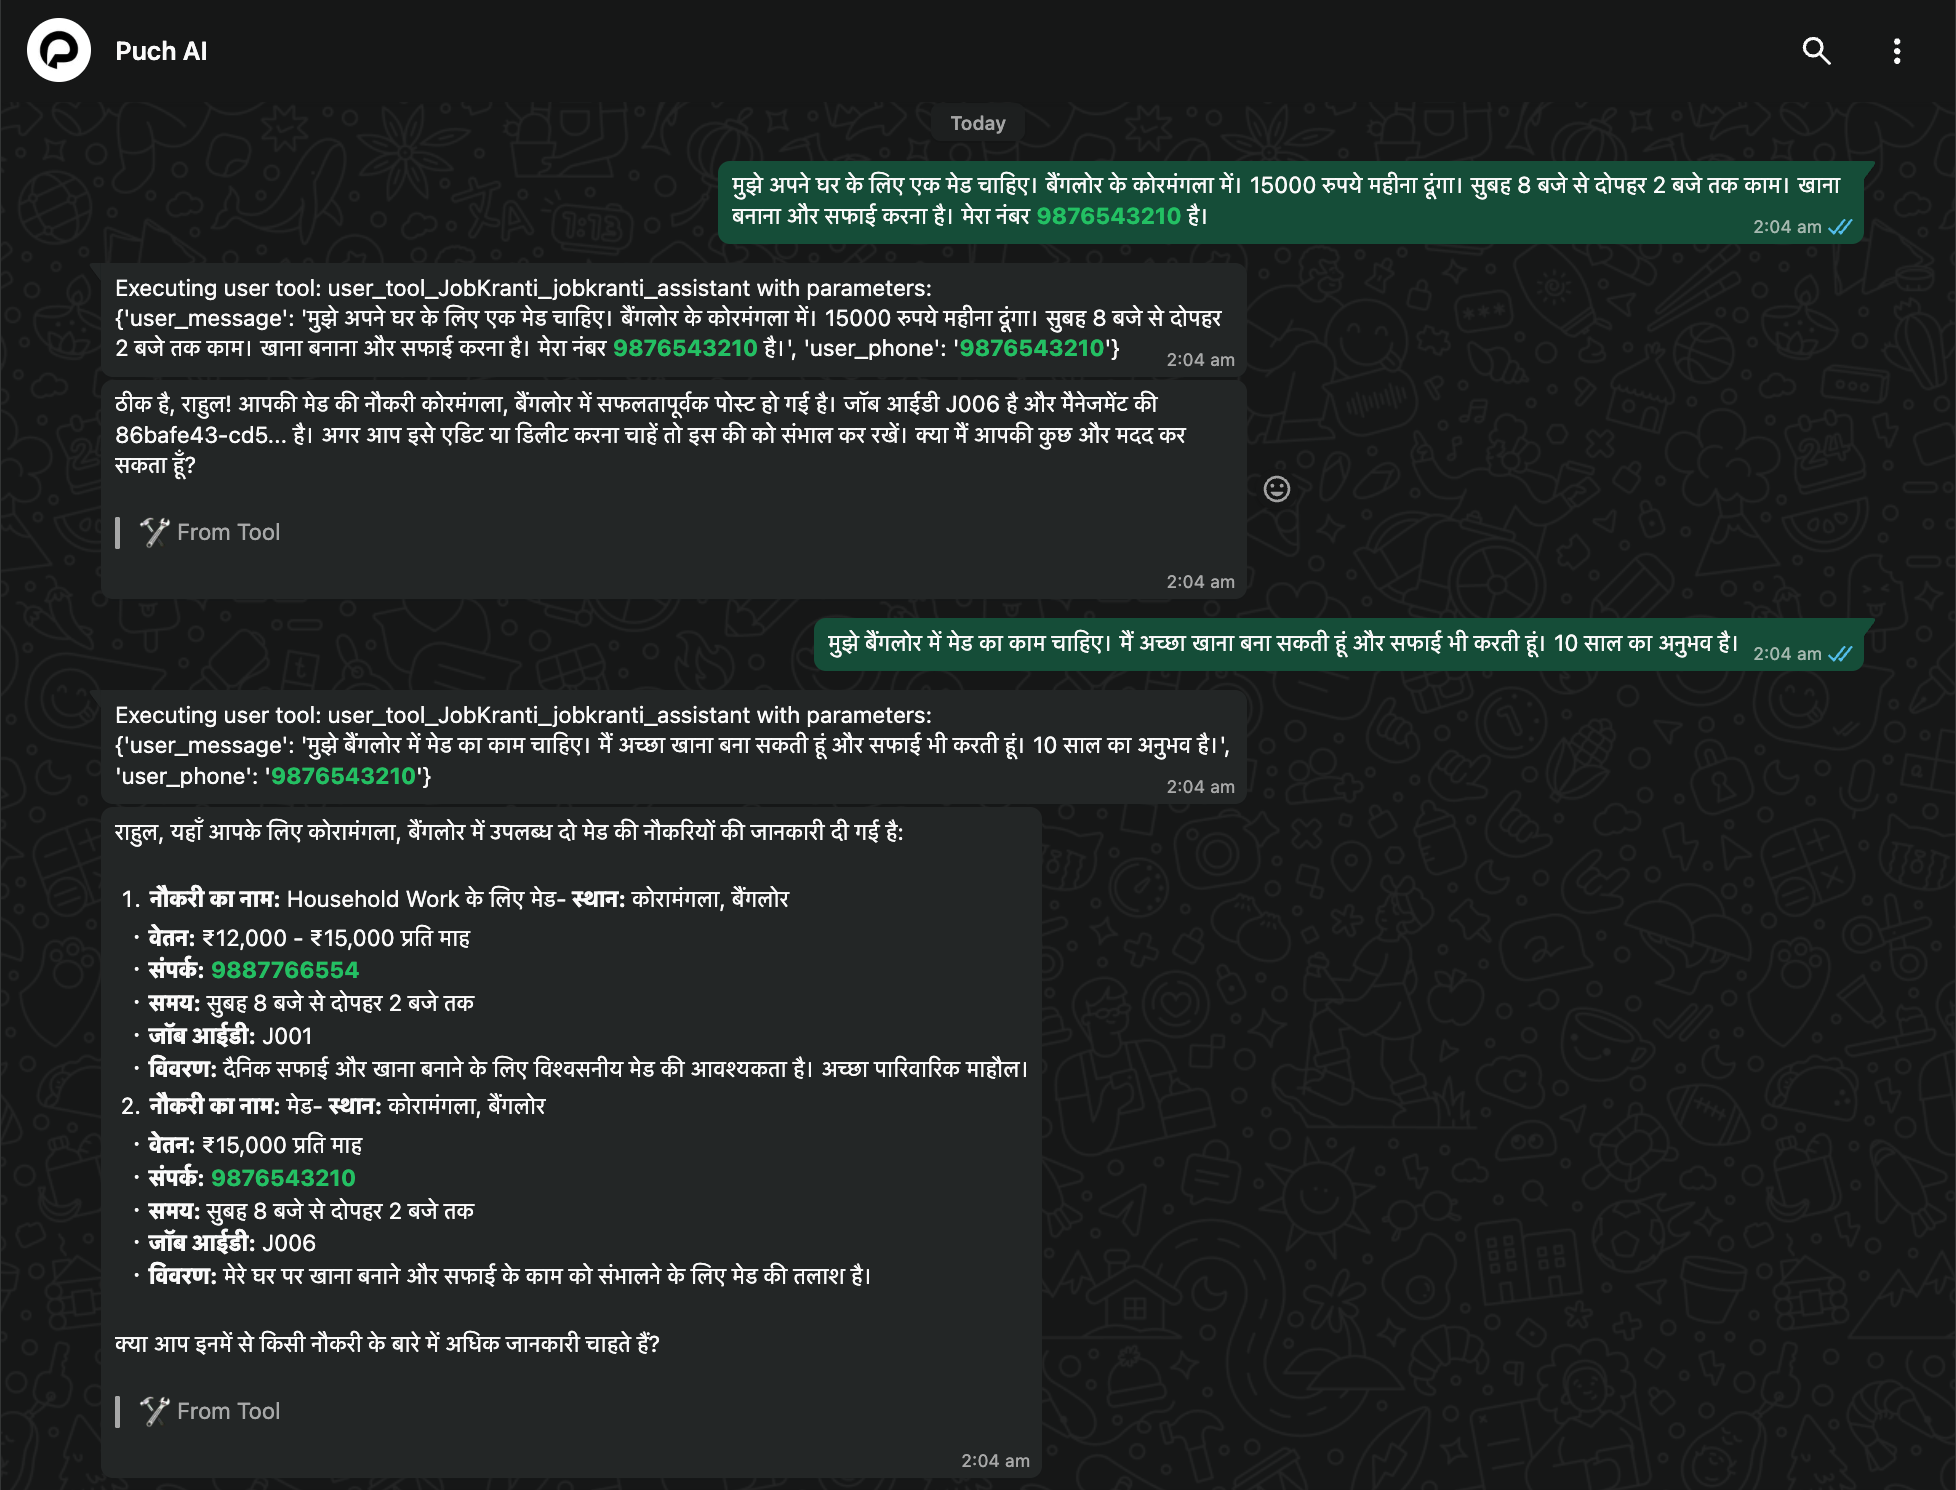 Puch AI
Today
मुझे अपने घर के लिए एक मेड चाहिए। बैंगलोर के कोरमंगला में। 15000 रुपये महीना दूंगा। सुबह 8 बजे से दोपहर 2 बजे तक काम। खाना
बनाना और सफाई करना है। मेरा नंबर 9876543210 है।
2:04 am
Executing user tool: user_tool_JobKranti_jobkranti_assistant with parameters:
{'user_message': 'मुझे अपने घर के लिए एक मेड चाहिए। बैंगलोर के कोरमंगला में। 15000 रुपये महीना दूंगा। सुबह 8 बजे से दोपहर
2 बजे तक काम। खाना बनाना और सफाई करना है। मेरा नंबर 9876543210 है।', 'user_phone': '9876543210'}
2:04 am
ठीक है, राहुल! आपकी मेड की नौकरी कोरमंगला, बैंगलोर में सफलतापूर्वक पोस्ट हो गई है। जॉब आईडी J006 है और मैनेजमेंट की
86bafe43-cd5... है। अगर आप इसे एडिट या डिलीट करना चाहें तो इस की को संभाल कर रखें। क्या मैं आपकी कुछ और मदद कर
सकता हूँ?
From Tool
2:04 am
मुझे बैंगलोर में मेड का काम चाहिए। मैं अच्छा खाना बना सकती हूं और सफाई भी करती हूं। 10 साल का अनुभव है।
2:04 am
Executing user tool: user_tool_JobKranti_jobkranti_assistant with parameters:
{'user_message': 'मुझे बैंगलोर में मेड का काम चाहिए। मैं अच्छा खाना बना सकती हूं और सफाई भी करती हूं। 10 साल का अनुभव है।',
'user_phone': '9876543210'}
2:04 am
राहुल, यहाँ आपके लिए कोरामंगला, बैंगलोर में उपलब्ध दो मेड की नौकरियों की जानकारी दी गई है:
1. नौकरी का नाम: Household Work के लिए मेड- स्थान: कोरामंगला, बैंगलोर
· वेतन: ₹12,000 - ₹15,000 प्रति माह
· संपर्क: 9887766554
· समय: सुबह 8 बजे से दोपहर 2 बजे तक
· जॉब आईडी: J001
· विवरण: दैनिक सफाई और खाना बनाने के लिए विश्वसनीय मेड की आवश्यकता है। अच्छा पारिवारिक माहौल।
2. नौकरी का नाम: मेड- स्थान: कोरामंगला, बैंगलोर
· वेतन: ₹15,000 प्रति माह
· संपर्क: 9876543210
· समय: सुबह 8 बजे से दोपहर 2 बजे तक
· जॉब आईडी: J006
· विवरण: मेरे घर पर खाना बनाने और सफाई के काम को संभालने के लिए मेड की तलाश है।
क्या आप इनमें से किसी नौकरी के बारे में अधिक जानकारी चाहते हैं?
From Tool
2:04 am